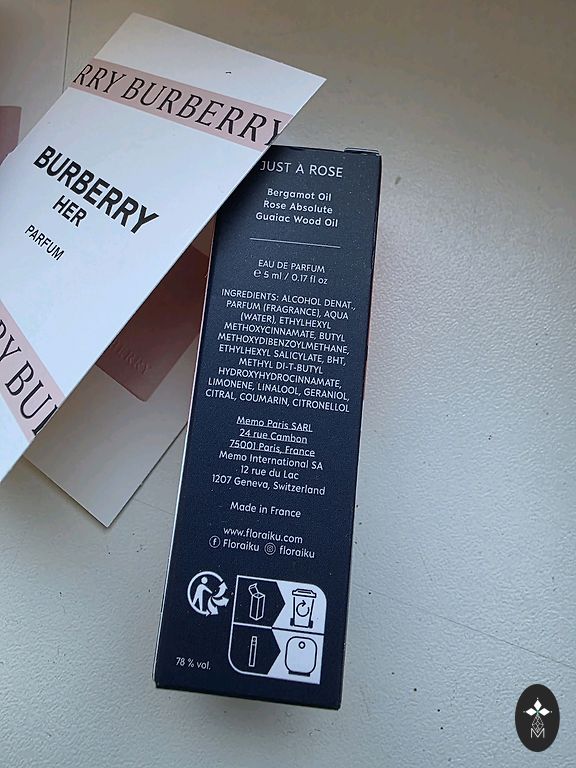 RRY BURBERRY
BURBERRY
HER
PARFUM
RY BUR
JUST A ROSE
Bergamot Oil
Rose Absolute
Guaiac Wood Oil
EAU DE PARFUM
℮ 5 ml / 0.17 fl oz
INGREDIENTS: ALCOHOL DENAT.,
PARFUM (FRAGRANCE), AQUA
(WATER), ETHYLHEXYL
METHOXYCINNAMATE, BUTYL
METHOXYDIBENZOYLMETHANE,
ETHYLHEXYL SALICYLATE, BHT,
METHYL DI-T-BUTYL
HYDROXYHYDROCINNAMATE,
LIMONENE, LINALOOL, GERANIOL,
CITRAL, COUMARIN, CITRONELLOL
Memo Paris SARL
24 rue Cambon
75001 Paris, France
Memo International SA
12 rue du Lac
1207 Geneva, Switzerland
Made in France
www.floraiku.com
Floraiku floraiku
78 % vol.
M